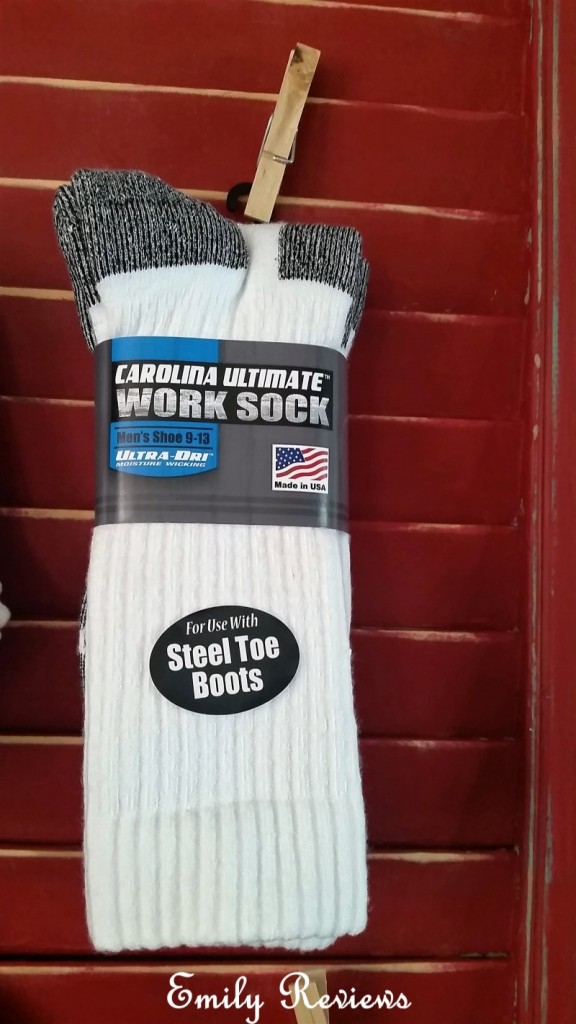 CAROLINA ULTIMATE™
WORK SOCK
Men's Shoe 9-13
ULTRA-DRI™
MOISTURE WICKING
Made in USA
For Use With
Steel Toe
Boots
Emily Reviews